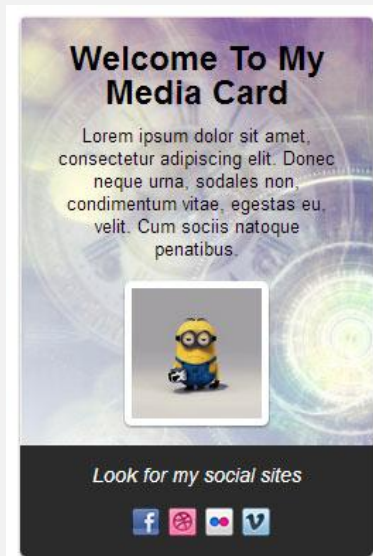 Welcome To My
Media Card
Lorem ipsum dolor sit amet,
consectetur adipiscing elit. Donec
neque urna, sodales non,
condimentum vitae, egestas eu,
velit. Cum sociis natoque
penatibus.
Look for my social sites